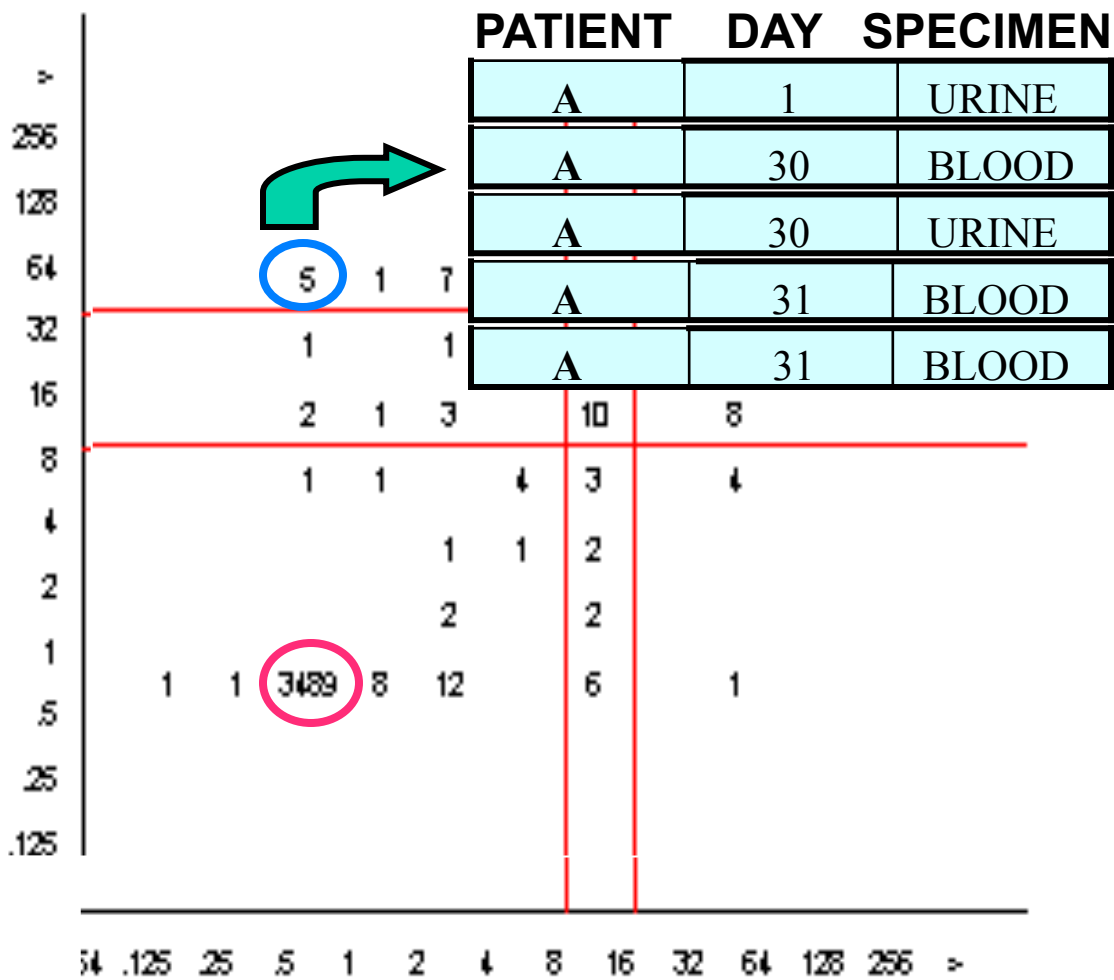 PATIENT DAY SPECIMEN
A 1 URINE
A 30 BLOOD
A 30 URINE
A 31 BLOOD
A 31 BLOOD
>
256
128
64 5 1 7
32 1 1
16 2 1 3 10 8
8 1 1 4 3 4
4 1 1 2
2 2 2
1 1 1 3489 8 12 6 1
.5
.25
.125
.125 .25 .5 1 2 4 8 16 32 64 128 256 >